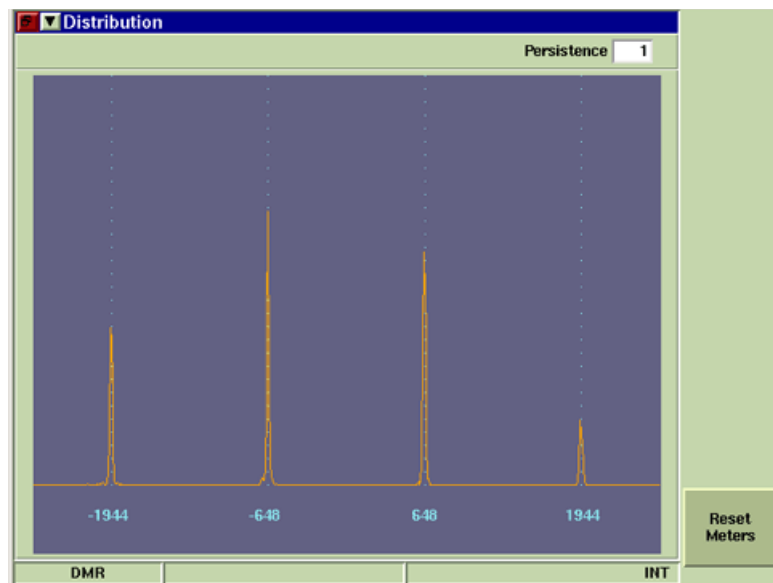 Distribution
Persistence 1
-1944 -648 648 1944
Reset
Meters
DMR INT